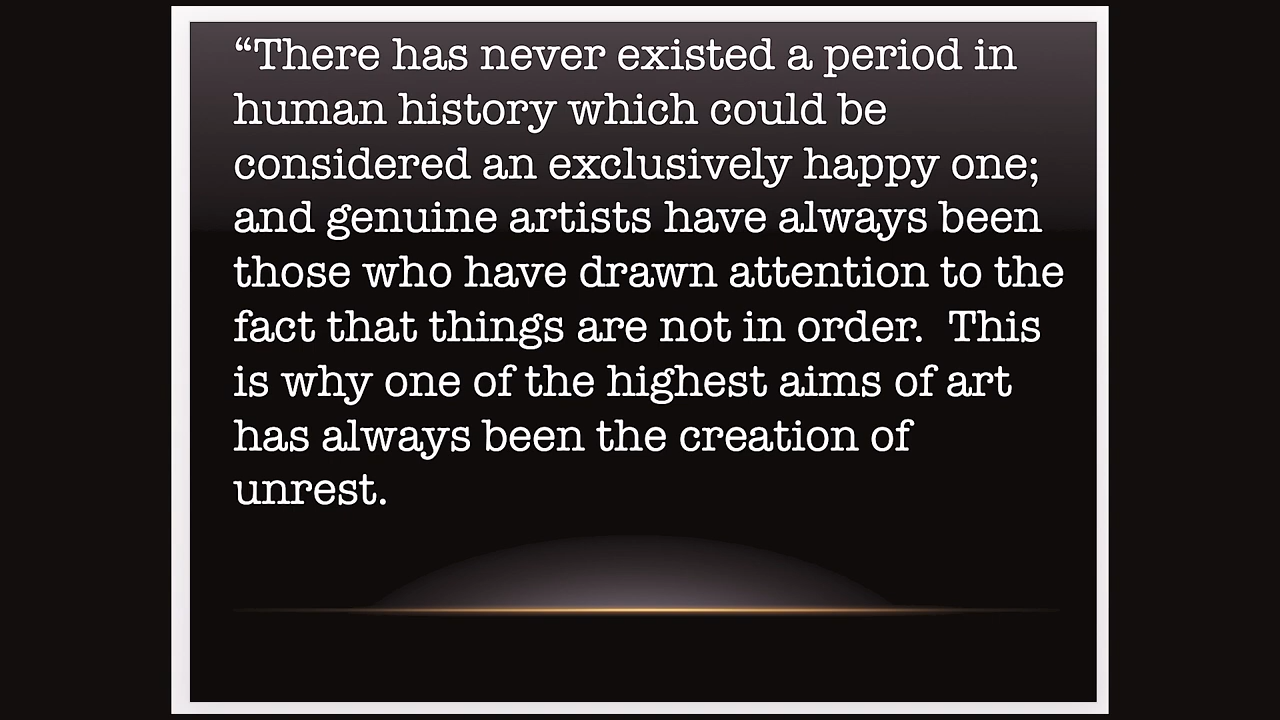 “There has never existed a period in
human history which could be
considered an exclusively happy one;
and genuine artists have always been
those who have drawn attention to the
fact that things are not in order.  This
is why one of the highest aims of art
has always been the creation of
unrest.